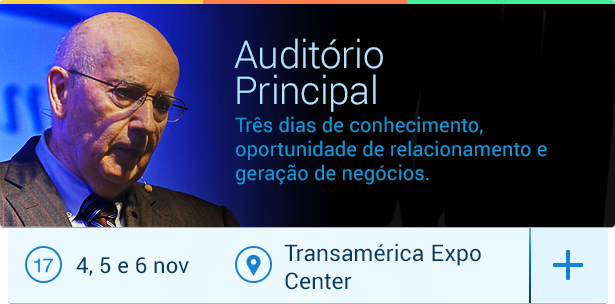 Auditório
Principal
Três dias de conhecimento,
oportunidade de relacionamento e
geração de negócios.
17
4, 5 e 6 nov
Transamérica Expo
Center
+